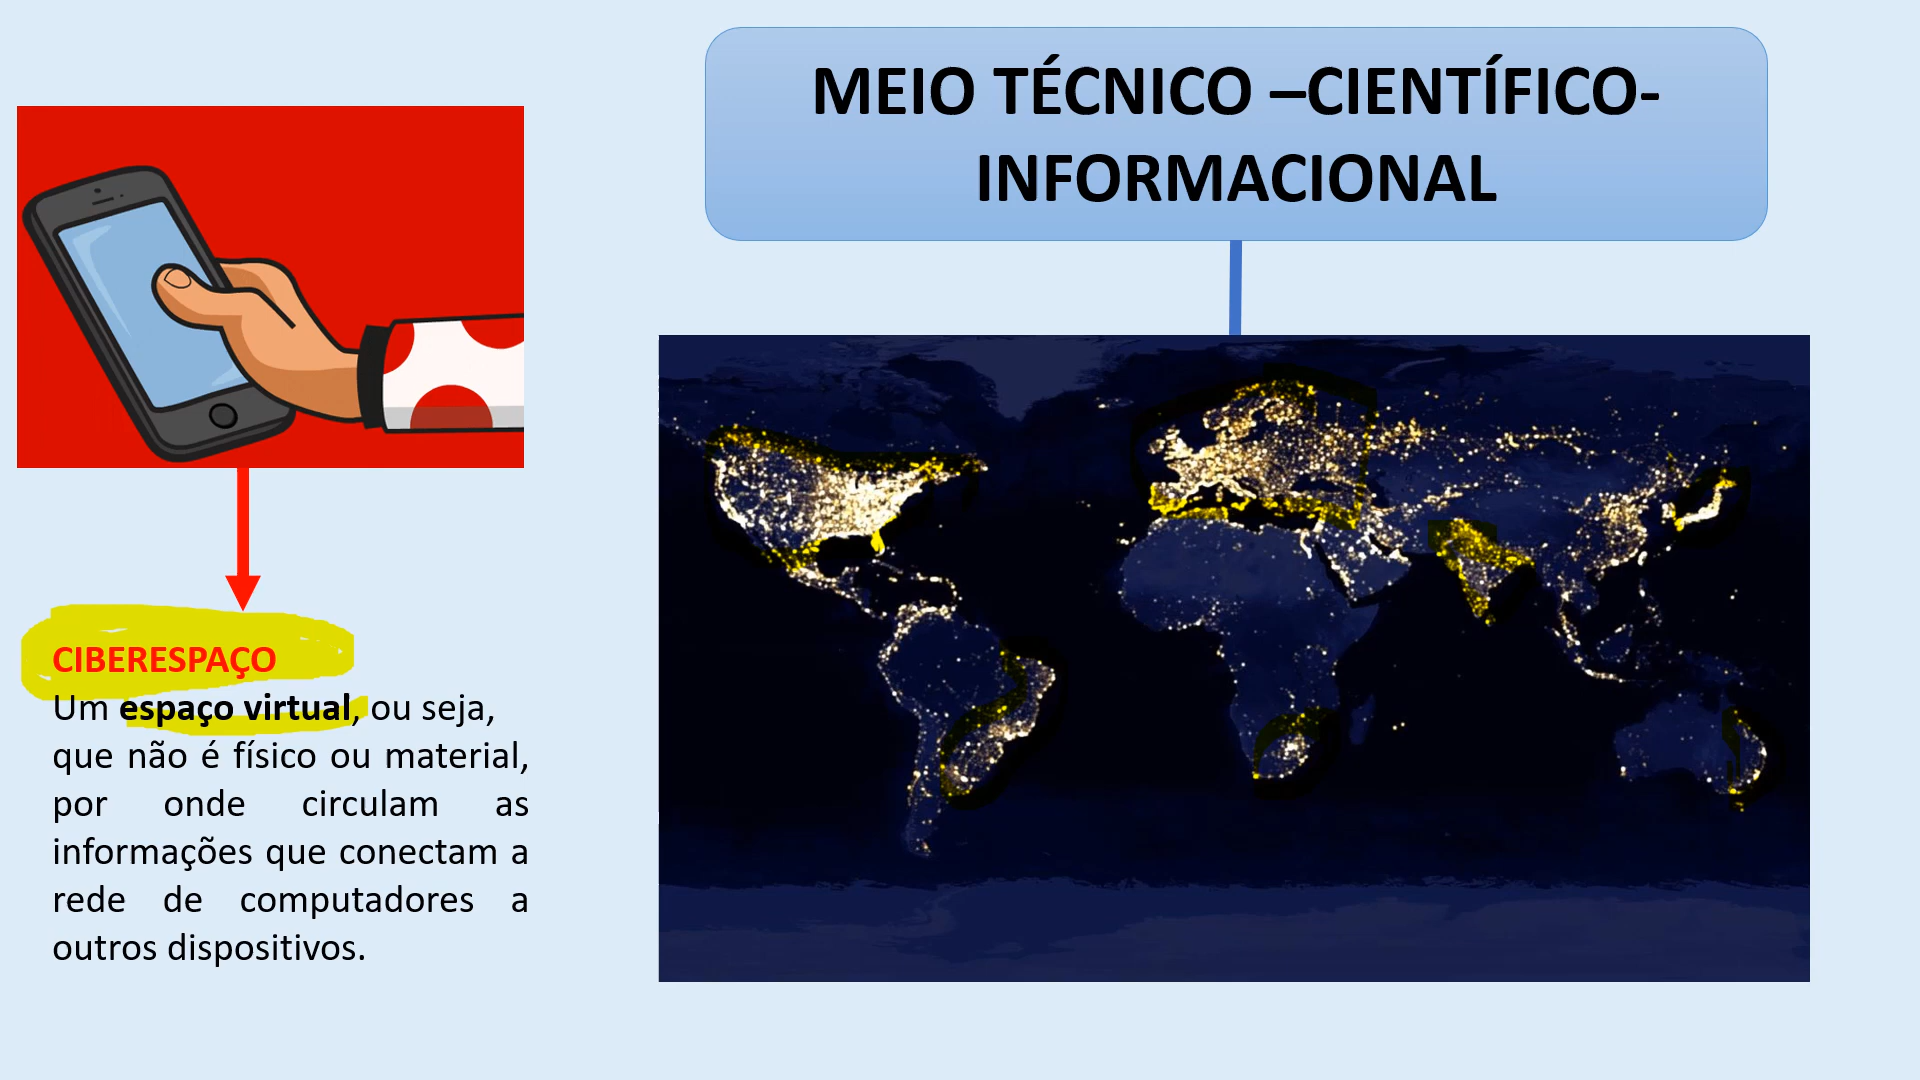 MEIO TÉCNICO –CIENTÍFICO-
INFORMACIONAL
CIBERESPAÇO
Um espaço virtual, ou seja,
que não é físico ou material,
por onde circulam as
informações que conectam a
rede de computadores a
outros dispositivos.